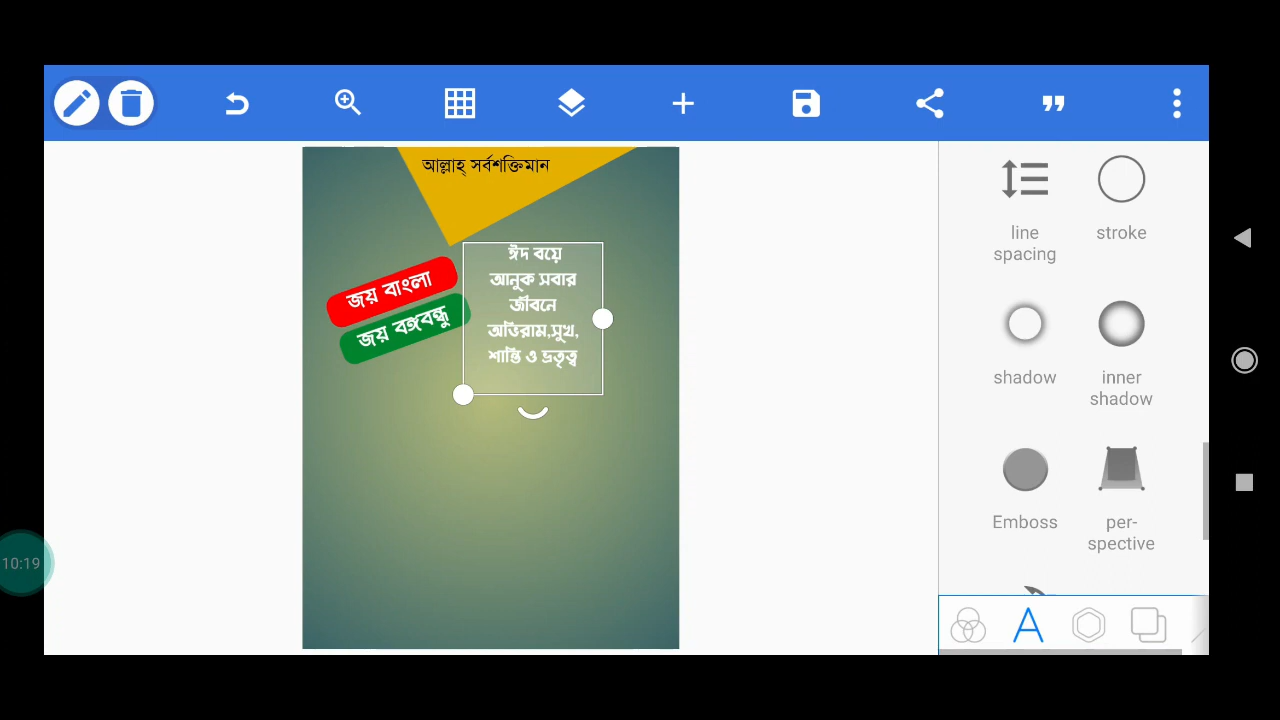 আল্লাহ্ সর্বশক্তিমান
জয় বাংলা
জয় বঙ্গবন্ধু
ঈদ বয়ে
আনুক সবার
জীবনে
অভিরাম,সুখ,
শান্তি ও ভ্রতৃত্ব
line
spacing
stroke
shadow
inner
shadow
Emboss
per-
spective
10:19